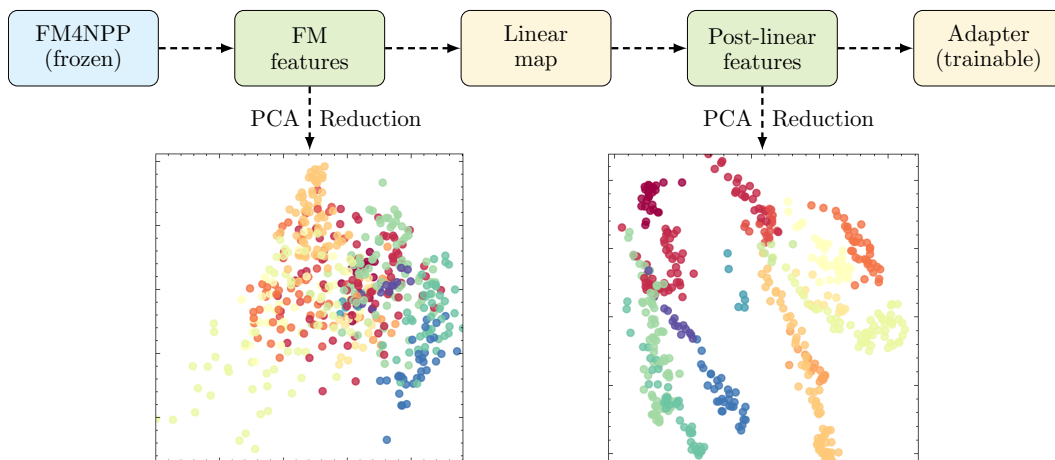 FM4NPP
(frozen)
FM
features
Linear
map
Post-linear
features
Adapter
(trainable)
PCA Reduction
PCA Reduction